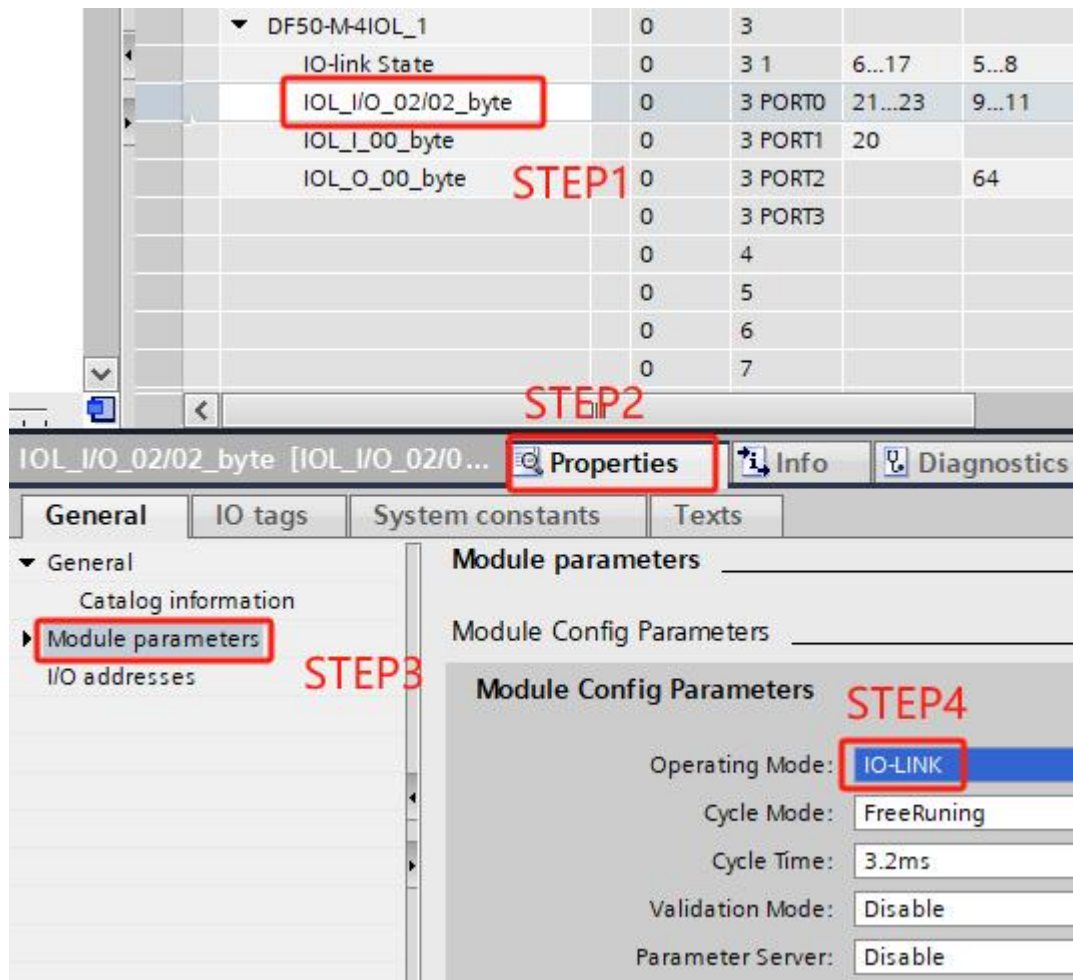 DF50-M-4IOL_1 0 3
IO-link State 0 3 1 6...17 5...8
IOL_I/O_02/02_byte 0 3 PORT0 21...23 9...11
IOL_I_00_byte 0 3 PORT1 20
IOL_O_00_byte STEP1 0 3 PORT2 64
0 3 PORT3
0 4
0 5
0 6
0 7
STEP2
IOL_I/O_02/02_byte [IOL_I/O_02/0... Properties Info Diagnostics
General IO tags System constants Texts
General
Catalog information
Module parameters
I/O addresses
STEP3
Module parameters
Module Config Parameters
Module Config Parameters
STEP4
Operating Mode: IO-LINK
Cycle Mode: FreeRuning
Cycle Time: 3.2ms
Validation Mode: Disable
Parameter Server: Disable